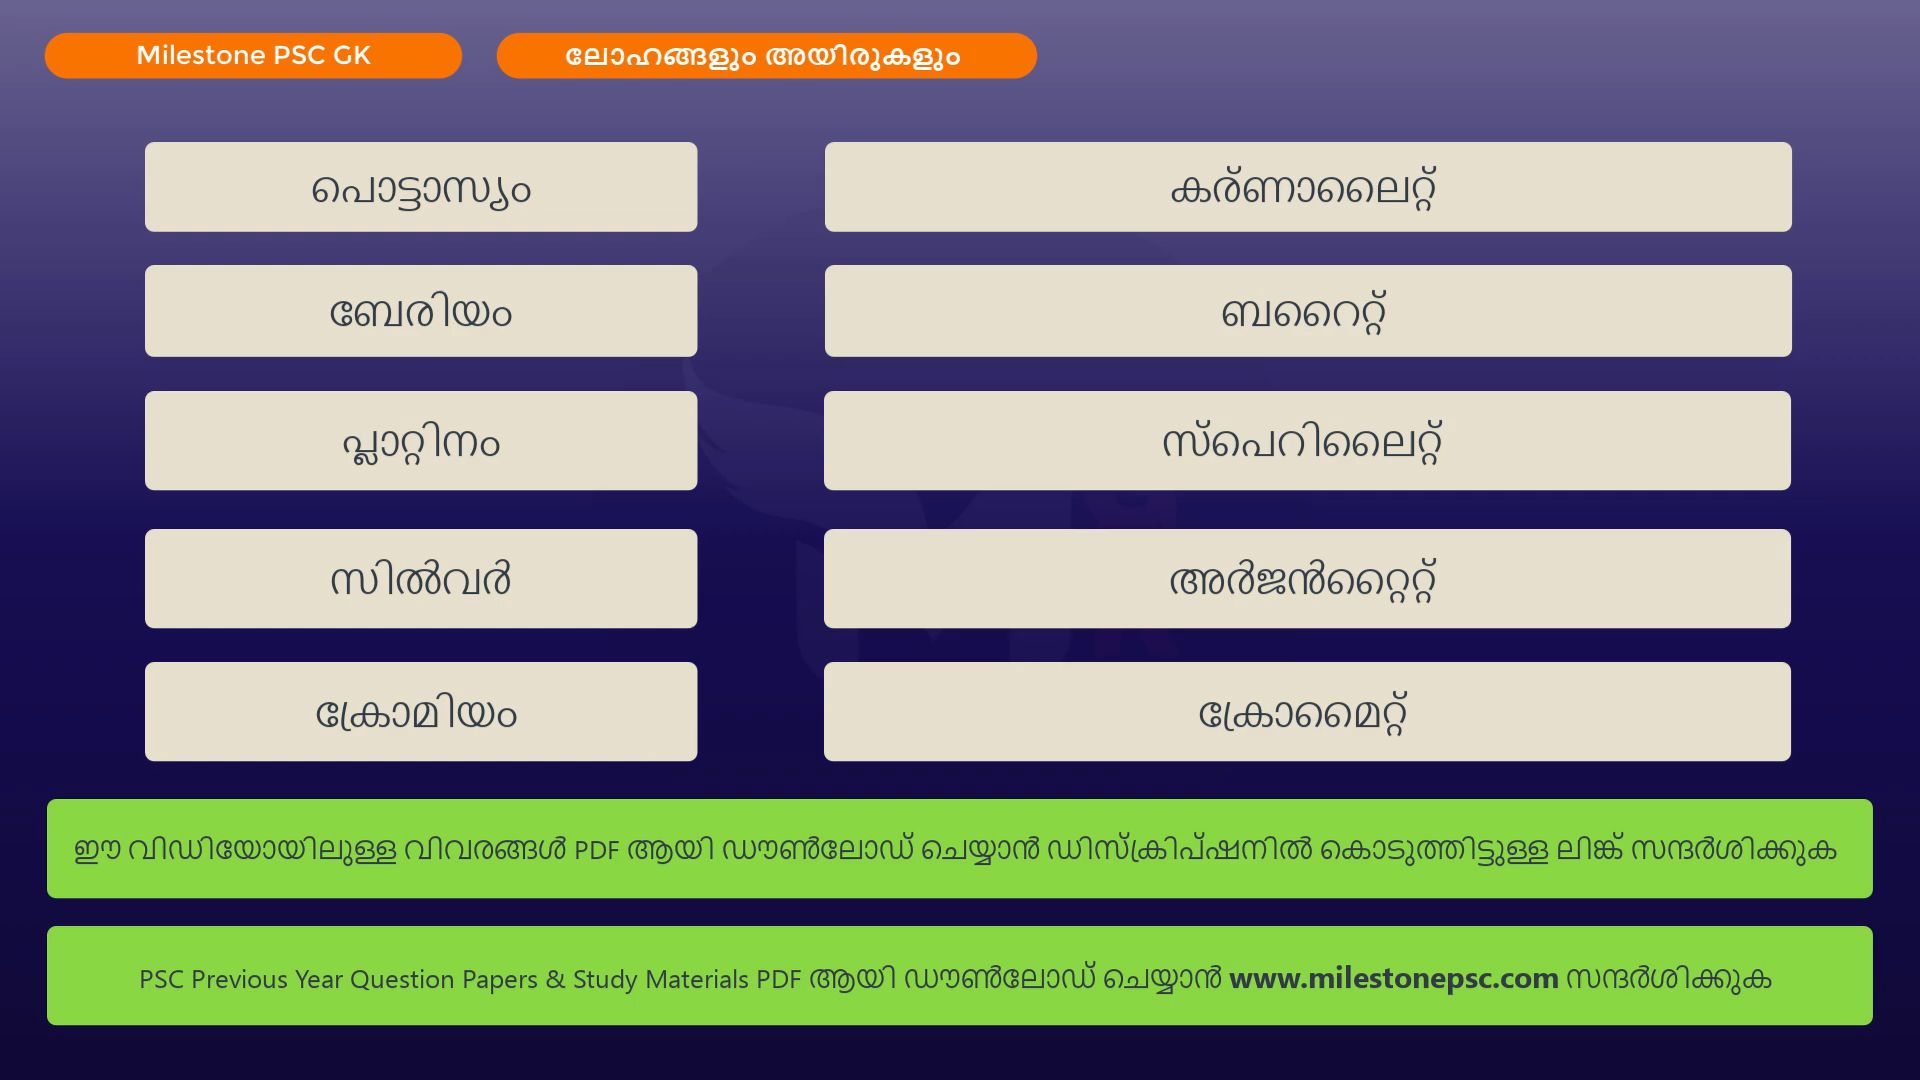 Milestone PSC GK
ലോഹങ്ങളും അയിരുകളും
പൊട്ടാസ്യം
കര്ണാലൈറ്റ്
ബേരിയം
ബറൈറ്റ്
പ്ലാറ്റിനം
സ്പെറിലൈറ്റ്
സിൽവർ
അർജൻറ്റൈറ്റ്
ക്രോമിയം
ക്രോമൈറ്റ്
ഈ വിഡിയോയിലുള്ള വിവരങ്ങൾ PDF ആയി ഡൗൺലോഡ് ചെയ്യാൻ ഡിസ്ക്രിപ്ഷനിൽ കൊടുത്തിട്ടുള്ള ലിങ്ക് സന്ദർശിക്കുക
PSC Previous Year Question Papers & Study Materials PDF ആയി ഡൗൺലോഡ് ചെയ്യാൻ www.milestonepsc.com സന്ദർശിക്കുക